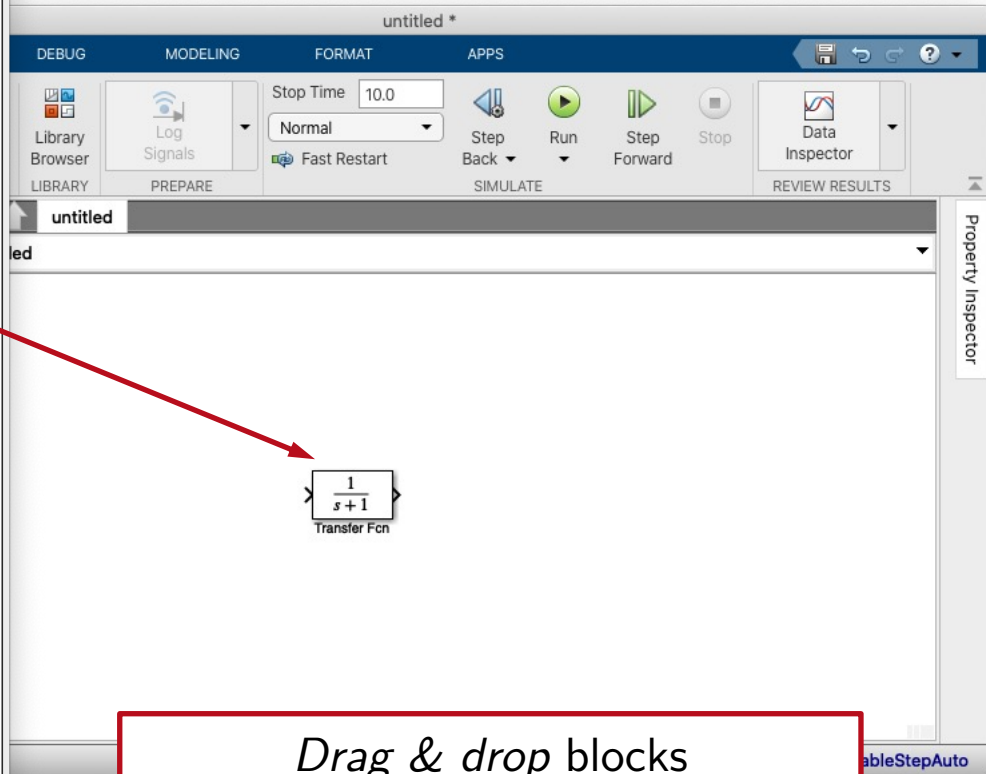 untitled *
DEBUG MODELING FORMAT APPS
Stop Time 10.0
Library Browser
Log Signals
Normal
Fast Restart
Step Back
Run
Step Forward
Stop
Data Inspector
LIBRARY PREPARE SIMULATE REVIEW RESULTS
untitled
led
Property Inspector
1
s + 1
Transfer Fcn
Drag & drop blocks
ableStepAuto